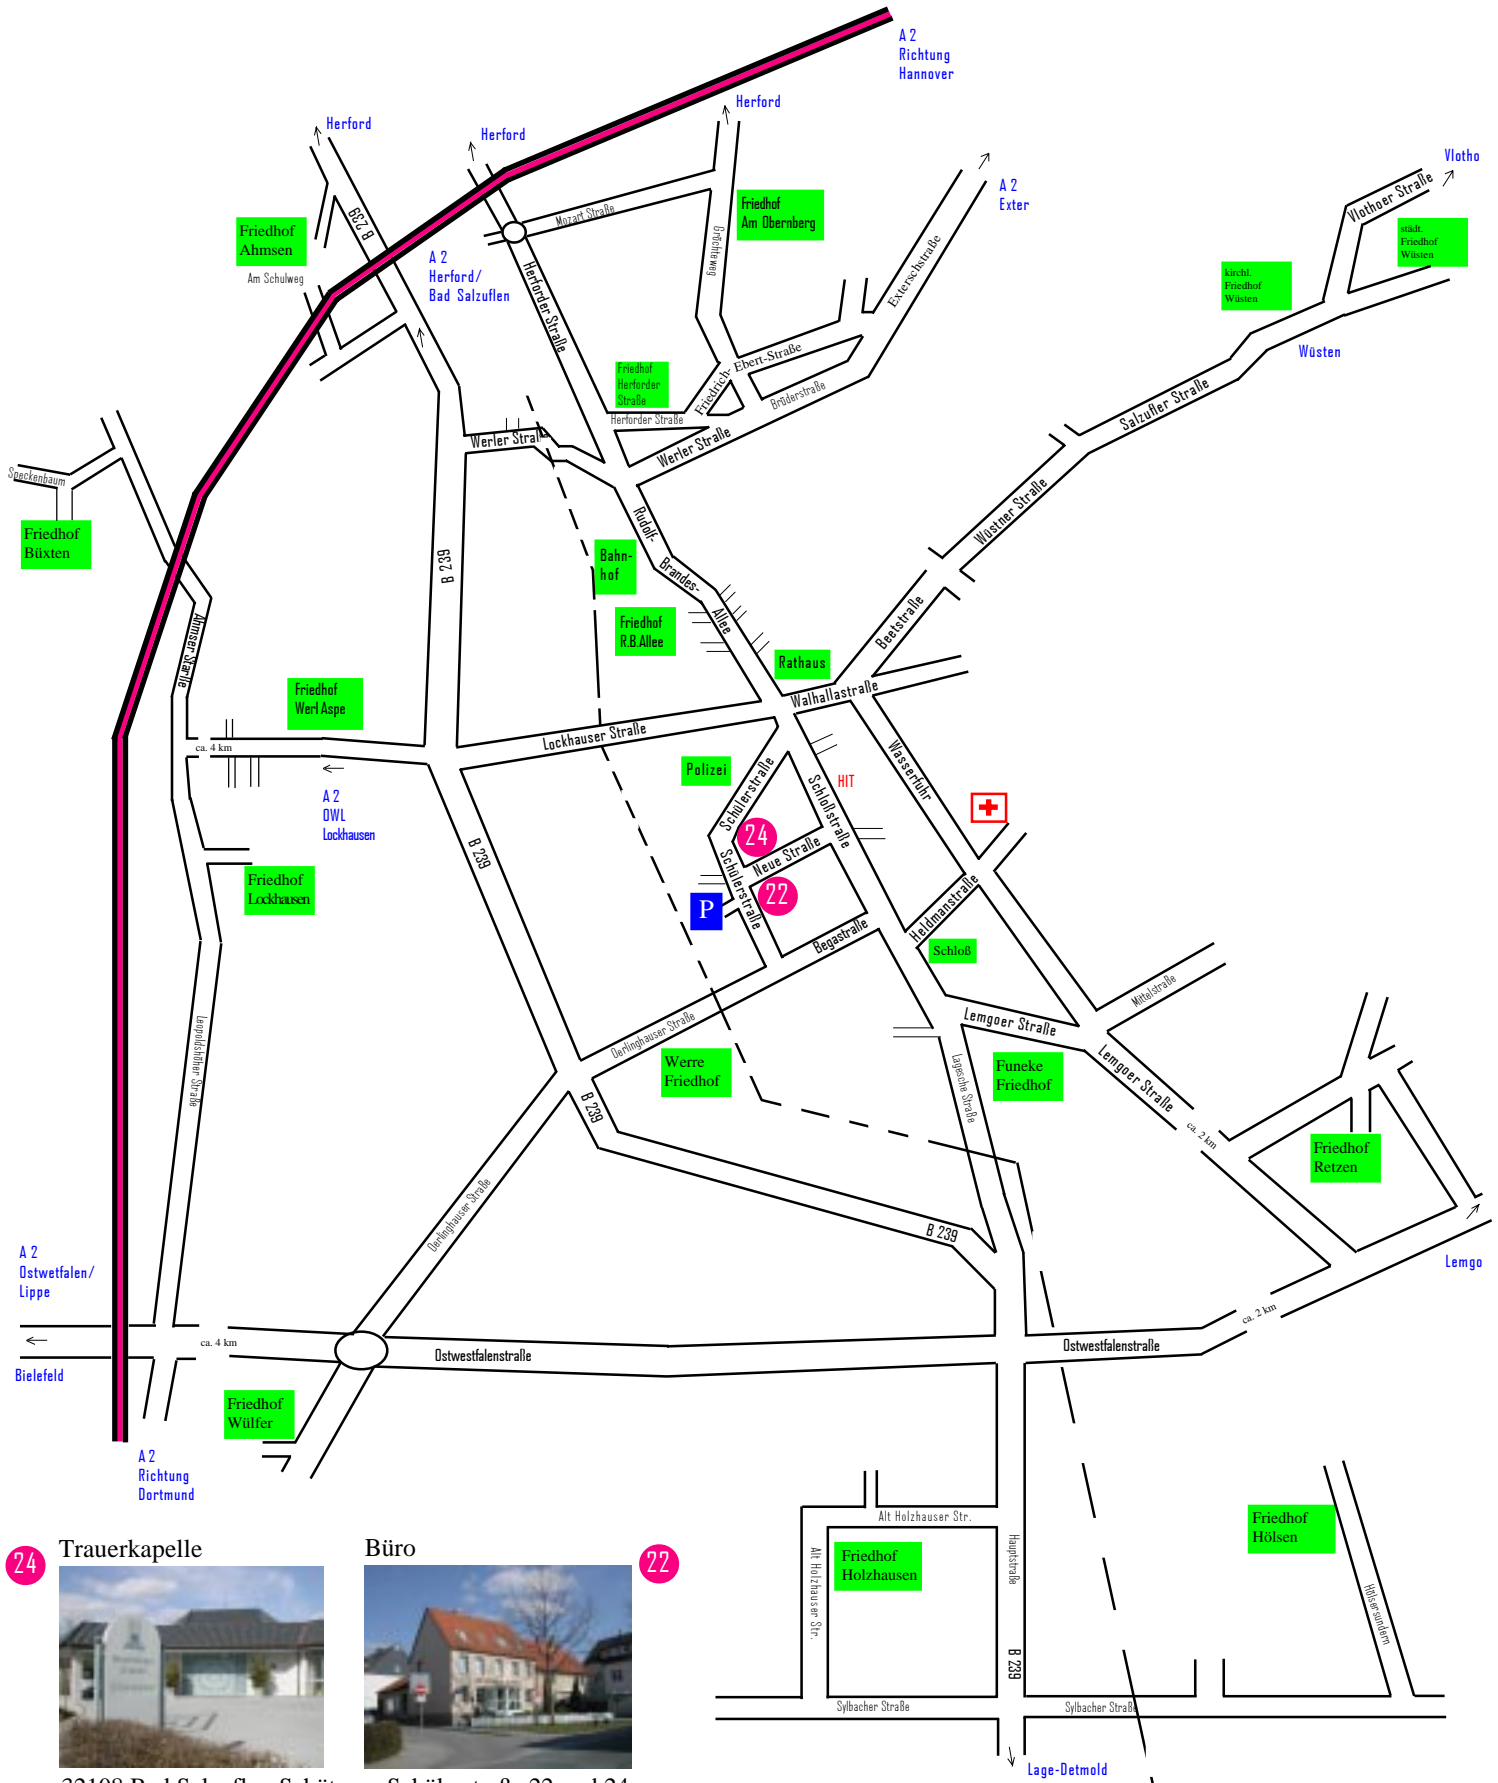 A 2
Richtung
Hannover
Herford
Herford
Herford
Vlotho
A 2
Exter
Vlothoer Straße
städt.
Friedhof
Wüsten
kirchl.
Friedhof
Wüsten
Wüsten
Friedhof
Am Obernberg
Mozart Straße
Gröchteweg
B 239
Friedhof
Ahmsen
Am Schulweg
A 2
Herford/
Bad Salzuflen
Herforder Straße
Exterschstraße
Friedrich- Ebert-Straße
Brüderstraße
Friedhof
Herforder
Straße
Herforder Straße
Werler Straße
Werler Straß
Salzufler Straße
Wüstner Straße
Speckenbaum
Friedhof
Büxten
B 239
Rudolf-
Brandes-
Allee
Bahn-
hof
Friedhof
R.B.Allee
Rathaus
Beetstraße
Walhallastraße
Ahmser Starße
Friedhof
Werl Aspe
ca. 4 km
Lockhauser Straße
A 2
OWL
Lockhausen
Polizei
Schülerstraße
Schloßstraße
HIT
Wasserfuhr
24
Neue Straße
Schülerstraße
22
P
B 239
Friedhof
Lockhausen
Begastraße
Heldmanstraße
Schloß
Mittelstraße
Leopoldshöher Straße
Oerlinghauser Straße
Lemgoer Straße
Lagesche Straße
Werre
Friedhof
Funeke
Friedhof
Lemgoer Straße
B 239
ca. 2 km
Friedhof
Retzen
Oerlinghauser Straße
B 239
A 2
Ostwetfalen/
Lippe
Lemgo
ca. 4 km
ca. 2 km
Ostwestfalenstraße
Ostwestfalenstraße
Bielefeld
Friedhof
Wülfer
A 2
Richtung
Dortmund
Alt Holzhauser Str.
Alt Holzhauser Str.
Friedhof
Holzhausen
Hauptstraße
B 239
Friedhof
Hölsen
Hölsersundern
Sylbacher Straße
Sylbacher Straße
Lage-Detmold
24
Trauerkapelle
Büro
22